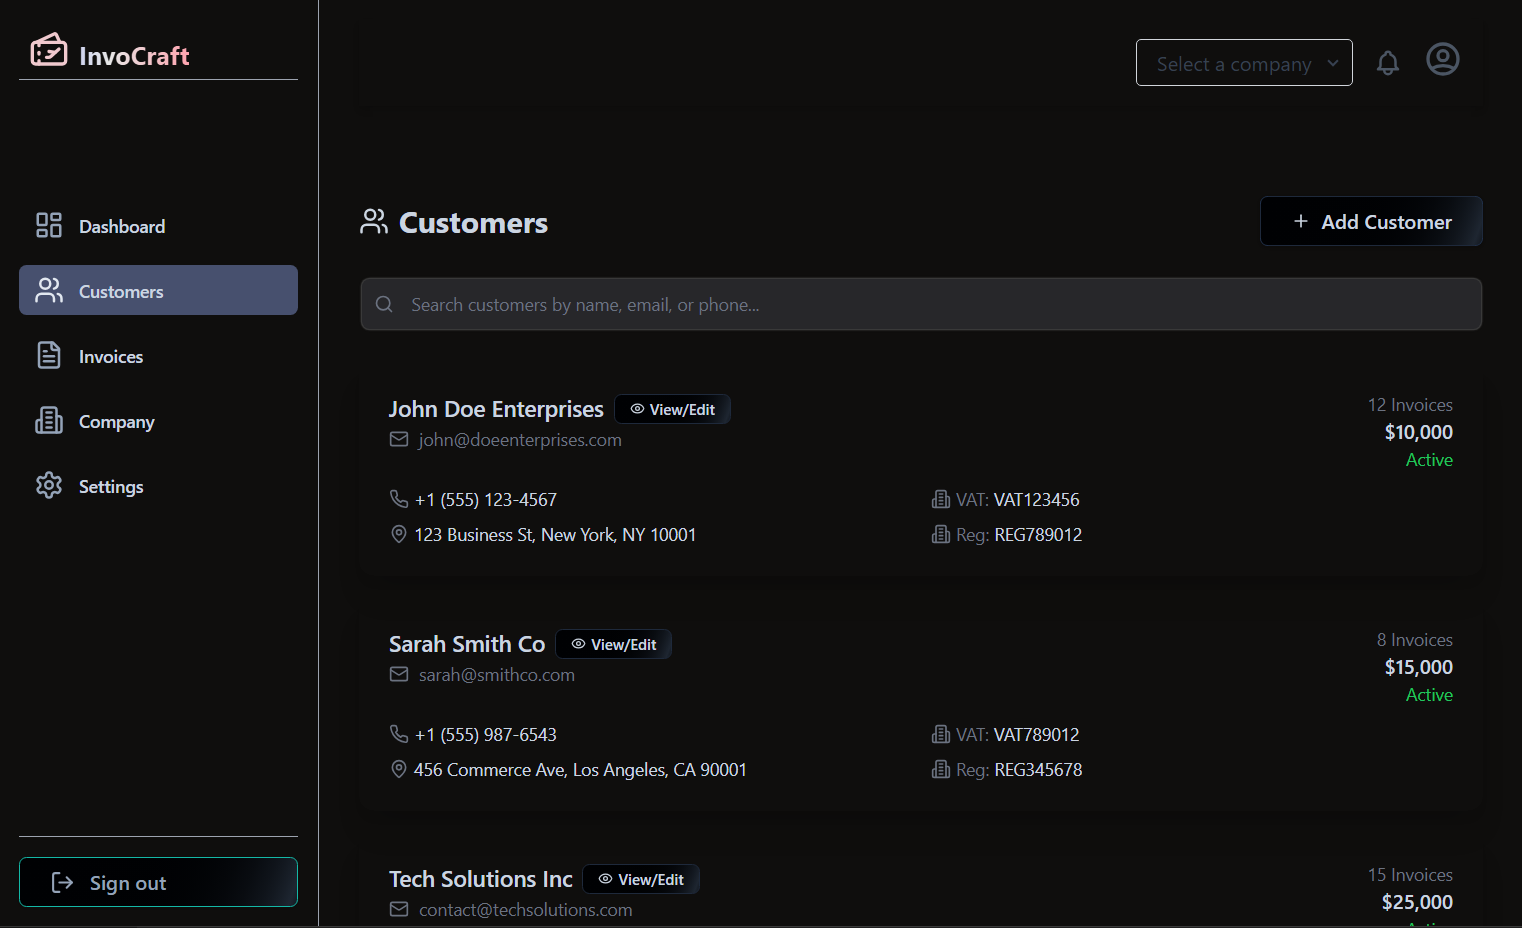 InvoCraft
Select a company
Dashboard
Customers
Invoices
Company
Settings
Sign out
Customers
+ Add Customer
Search customers by name, email, or phone...
John Doe Enterprises View/Edit
john@doeenterprises.com
12 Invoices
$10,000
Active
+1 (555) 123-4567
VAT: VAT123456
123 Business St, New York, NY 10001
Reg: REG789012
Sarah Smith Co View/Edit
sarah@smithco.com
8 Invoices
$15,000
Active
+1 (555) 987-6543
VAT: VAT789012
456 Commerce Ave, Los Angeles, CA 90001
Reg: REG345678
Tech Solutions Inc View/Edit
contact@techsolutions.com
15 Invoices
$25,000